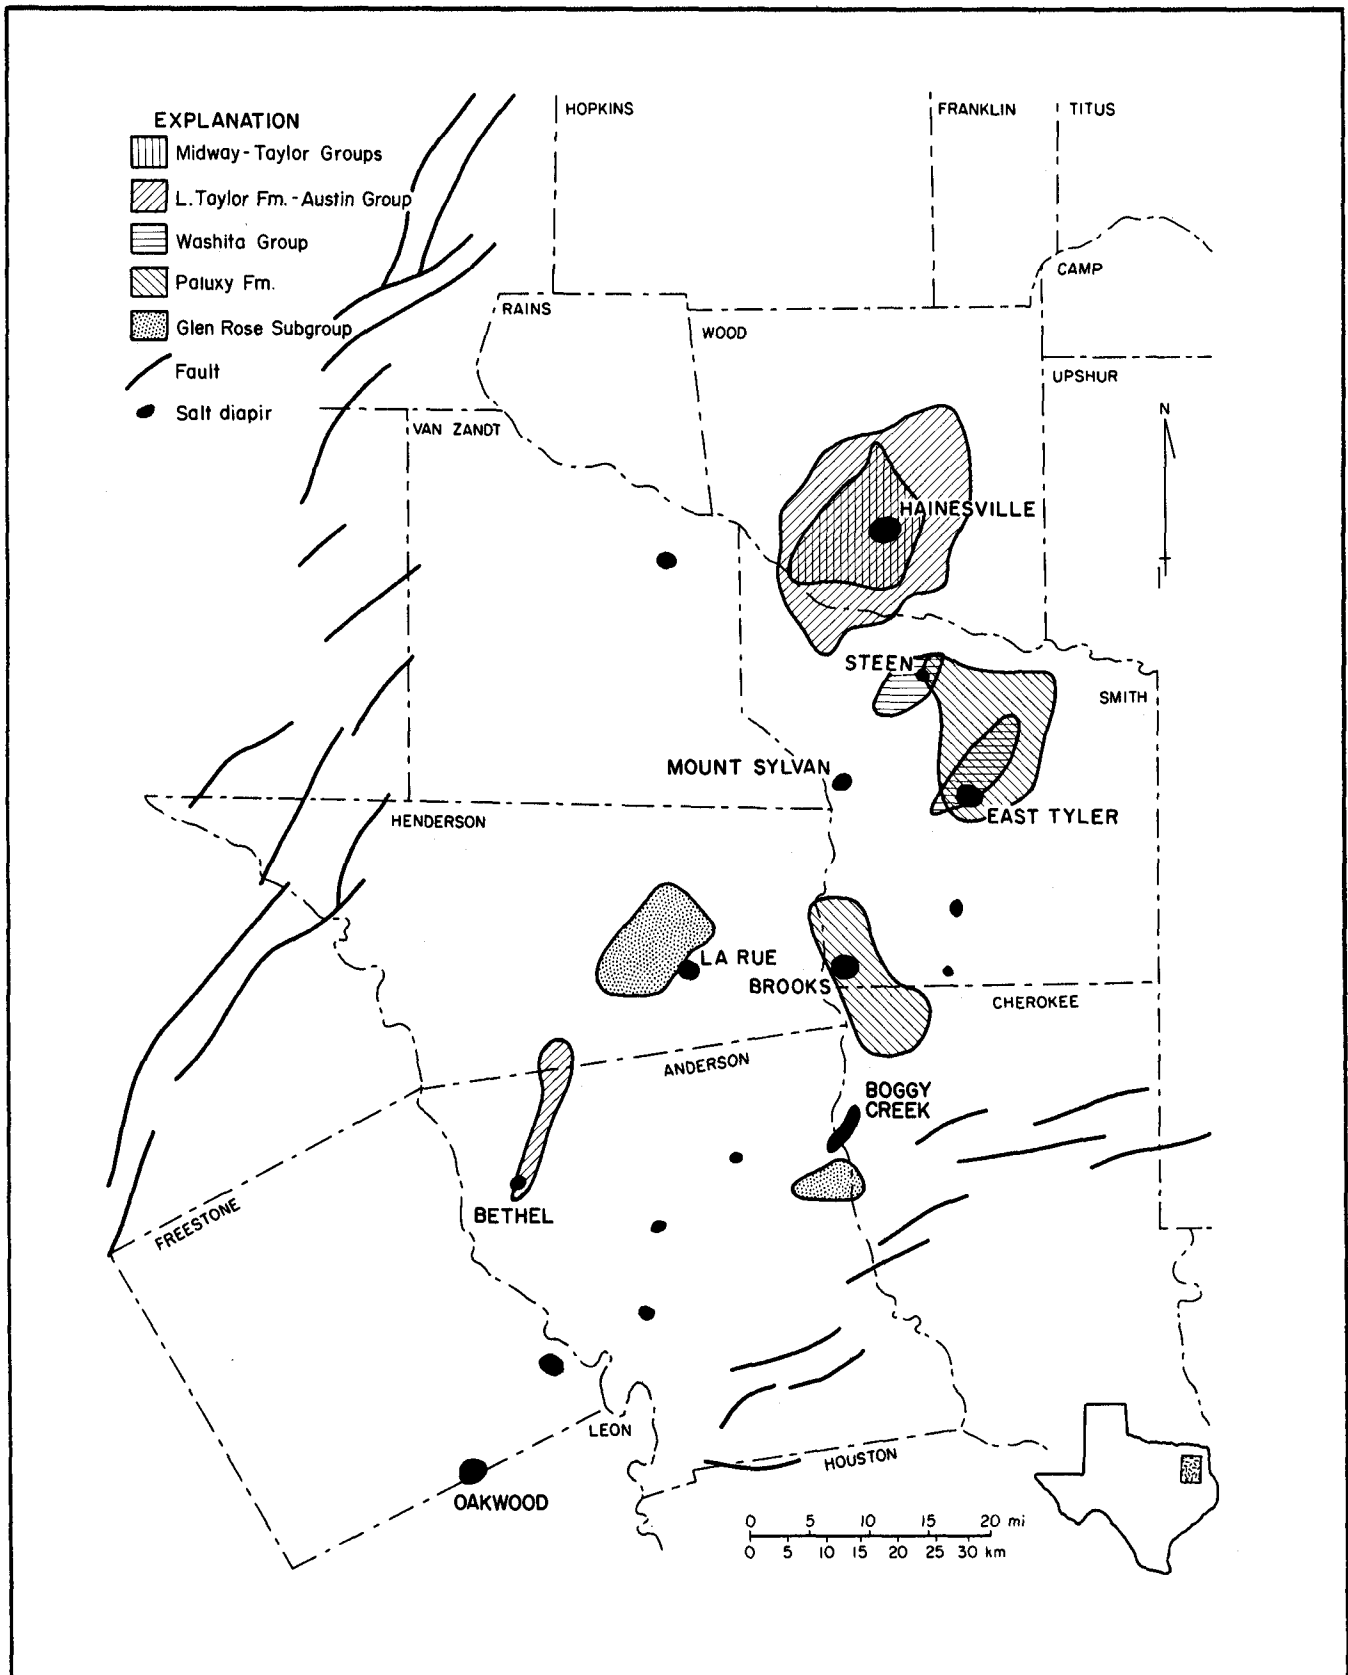 EXPLANATION
Midway-Taylor Groups
L. Taylor Fm.-Austin Group
Washita Group
Paluxy Fm.
Glen Rose Subgroup
Fault
Salt diapir
HOPKINS
FRANKLIN
TITUS
CAMP
RAINS
WOOD
UPSHUR
VAN ZANDT
N
HAINESVILLE
STEEN
SMITH
MOUNT SYLVAN
EAST TYLER
HENDERSON
LA RUE
BROOKS
CHEROKEE
ANDERSON
BOGGY
CREEK
BETHEL
FREESTONE
LEON
HOUSTON
OAKWOOD
0 5 10 15 20 mi
0 5 10 15 20 25 30 km